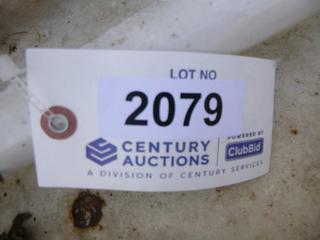 LOT NO
2079
CENTURY AUCTIONS
POWERED BY
ClubBid
A DIVISION OF CENTURY SERVICES